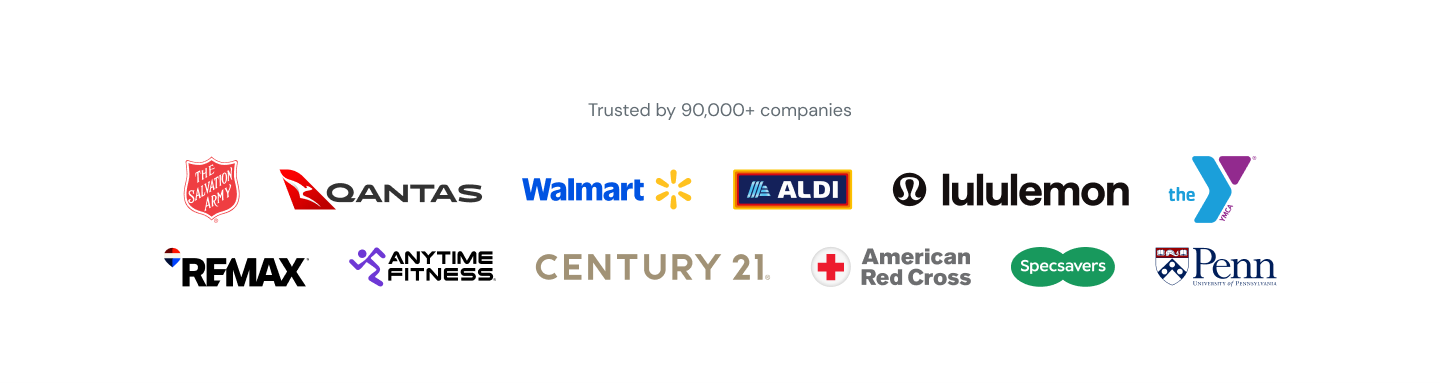 Trusted by 90,000+ companies
THE
SALVATION
ARMY
QANTAS
Walmart
ALDI
lululemon
the
YMCA
RE/MAX
ANYTIME
FITNESS
CENTURY 21
American
Red Cross
Specsavers
Penn
UNIVERSITY of PENNSYLVANIA